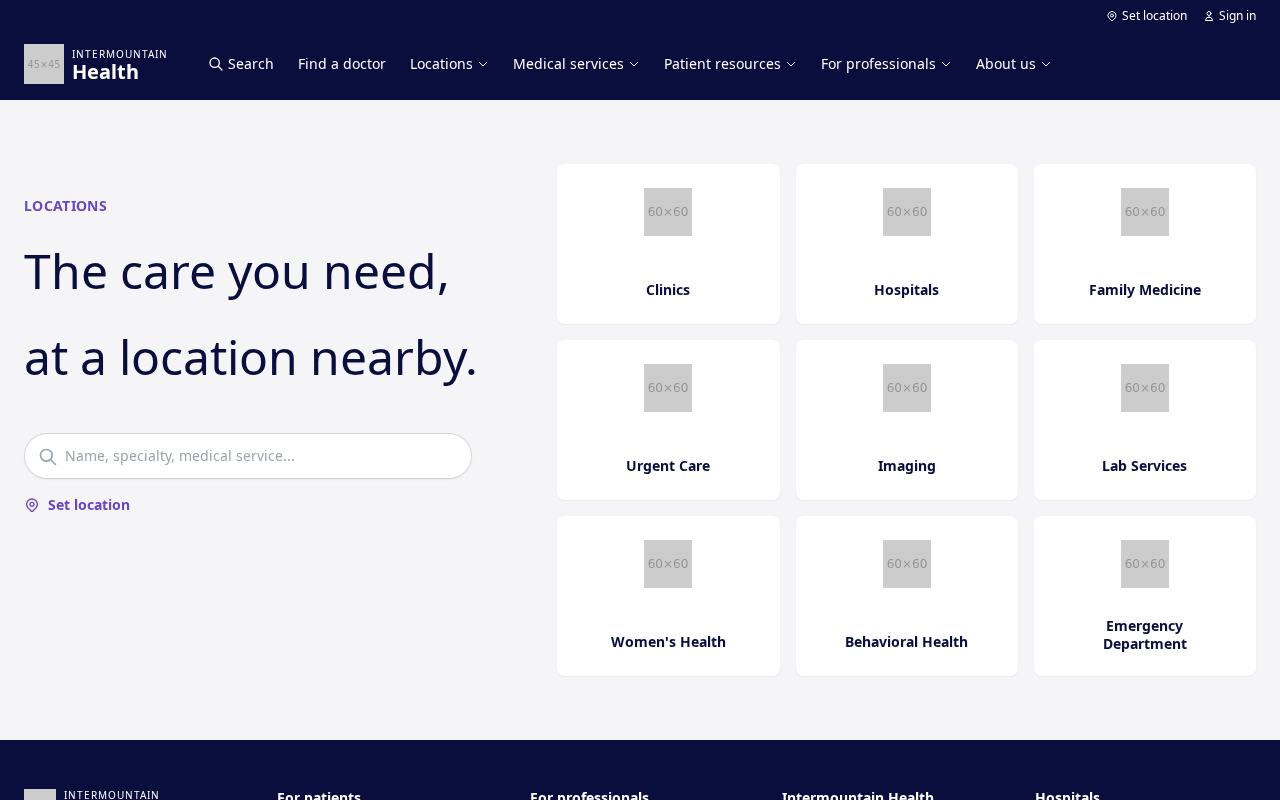 Set location
Sign in
45×45
INTERMOUNTAIN
Health
Search
Find a doctor
Locations
Medical services
Patient resources
For professionals
About us
LOCATIONS
The care you need,
at a location nearby.
Name, specialty, medical service...
Set location
60×60
60×60
60×60
Clinics
Hospitals
Family Medicine
60×60
60×60
60×60
Urgent Care
Imaging
Lab Services
60×60
60×60
60×60
Women's Health
Behavioral Health
Emergency
Department
INTERMOUNTAIN
For patients
For professionals
Intermountain Health
Hospitals